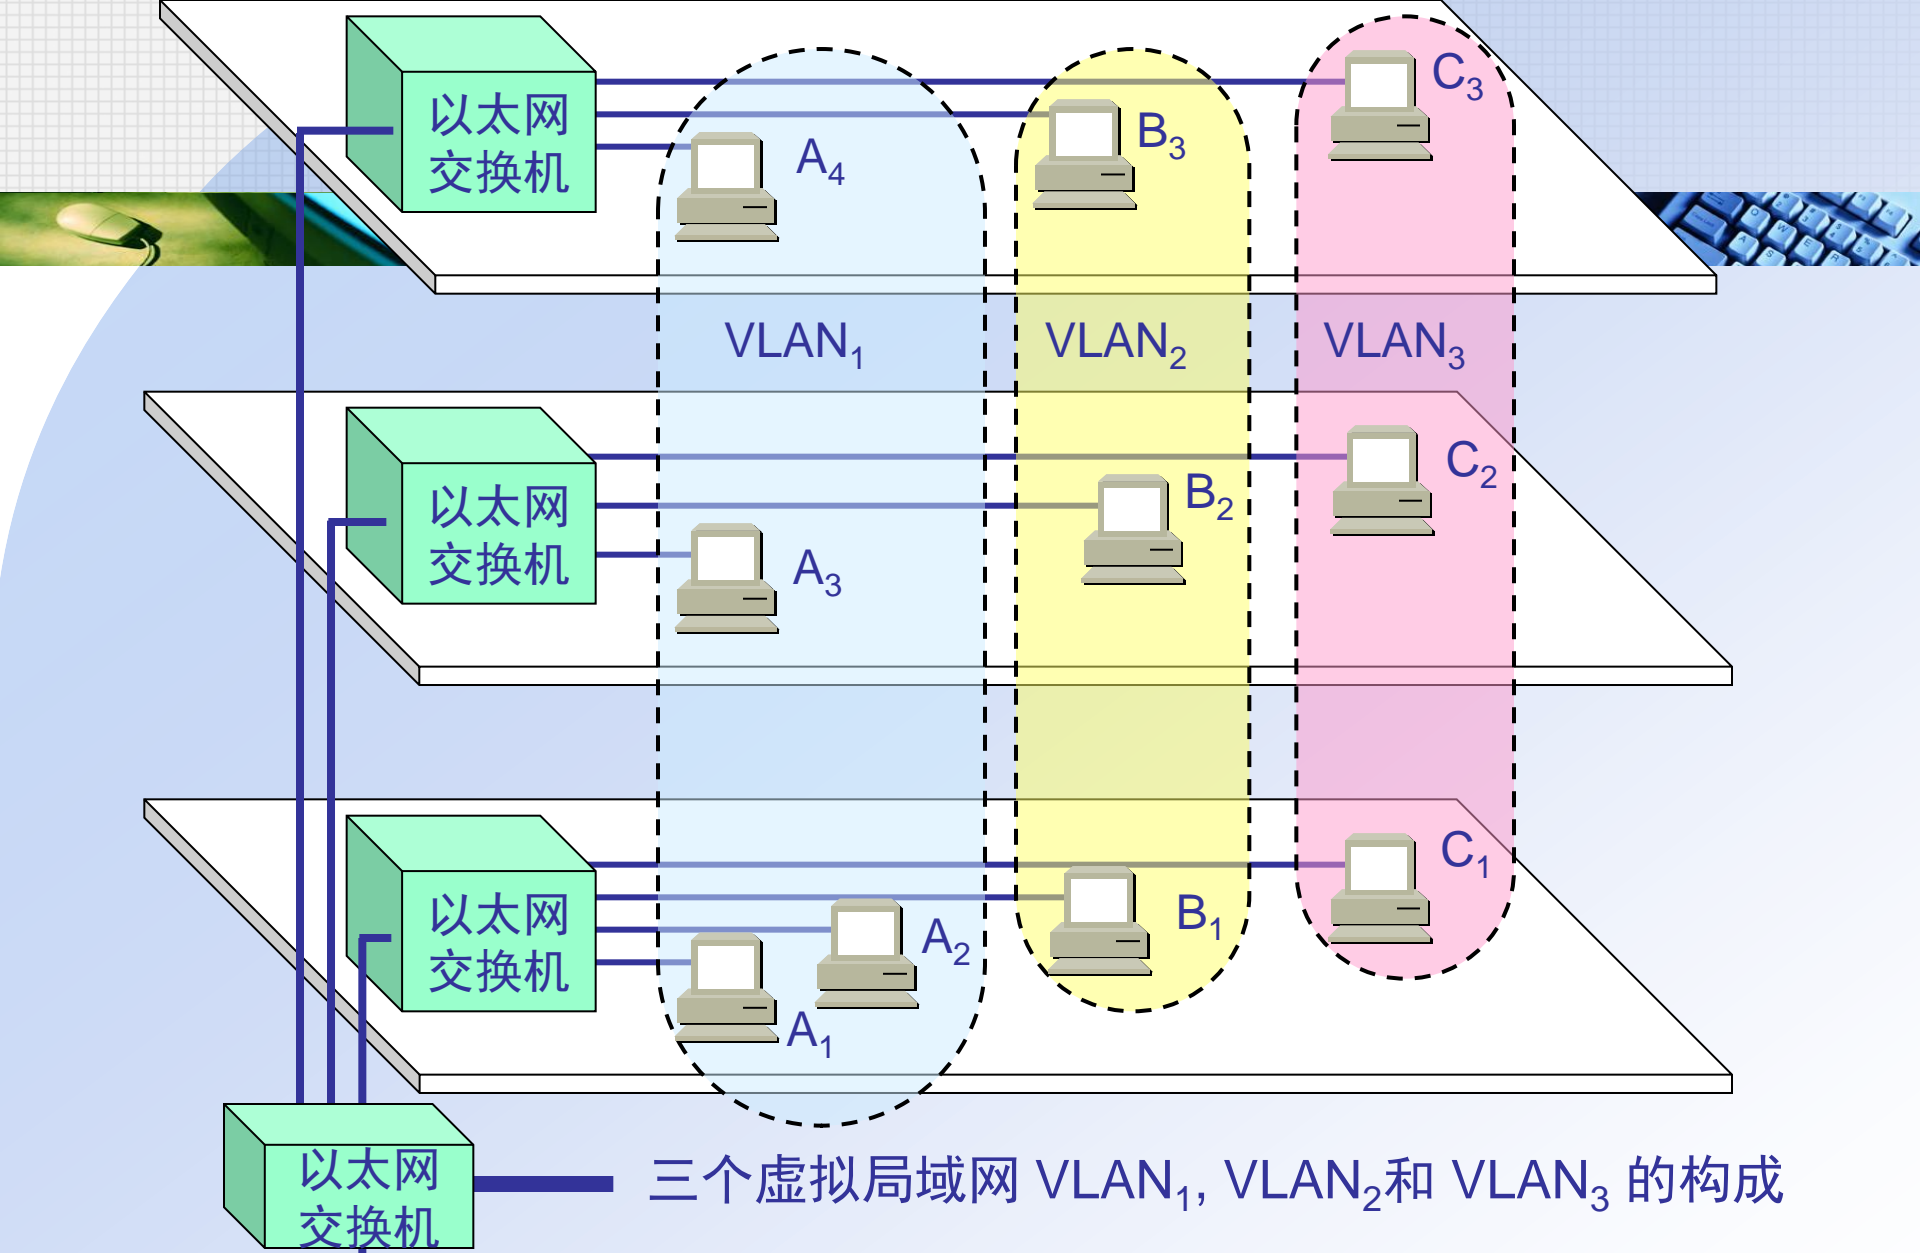 以太网
交换机
A4
B3
C3
VLAN1
VLAN2
VLAN3
以太网
交换机
A3
B2
C2
以太网
交换机
A1
A2
B1
C1
以太网
交换机
三个虚拟局域网 VLAN1, VLAN2和 VLAN3 的构成